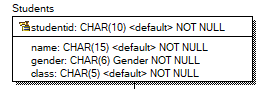 Students
studentid: CHAR(10) <default> NOT NULL
name: CHAR(15) <default> NOT NULL
gender: CHAR(6) Gender NOT NULL
class: CHAR(5) <default> NOT NULL